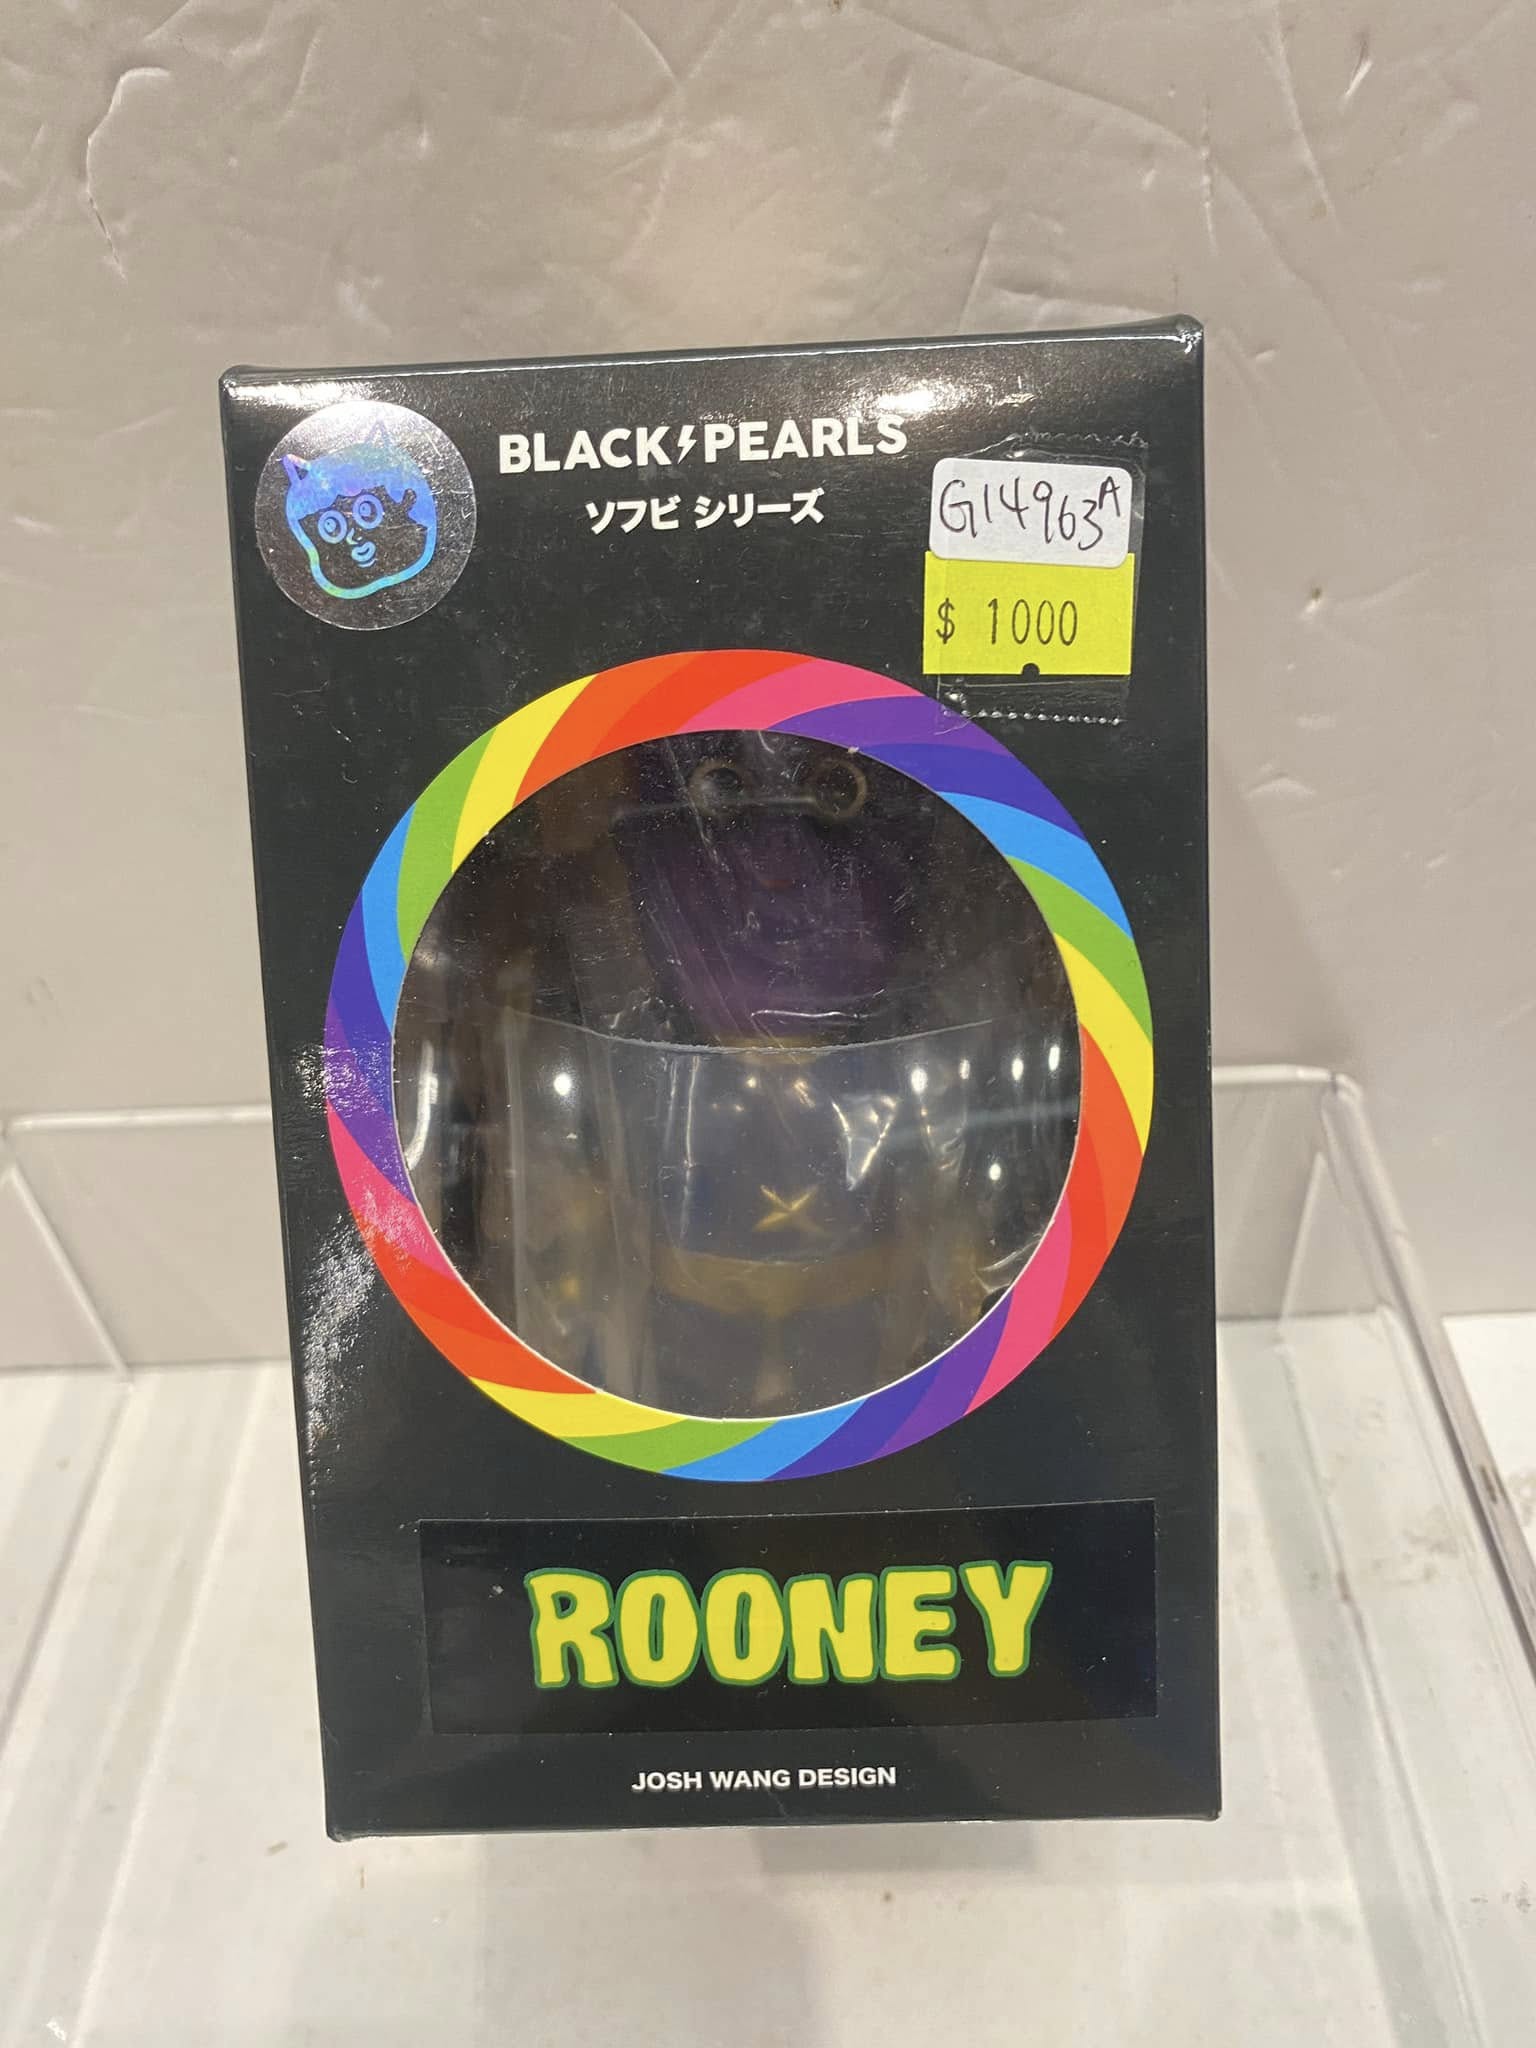 BLACK⚡PEARLS
ソフビ シリーズ
G14963A
$ 1000
ROONEY
JOSH WANG DESIGN